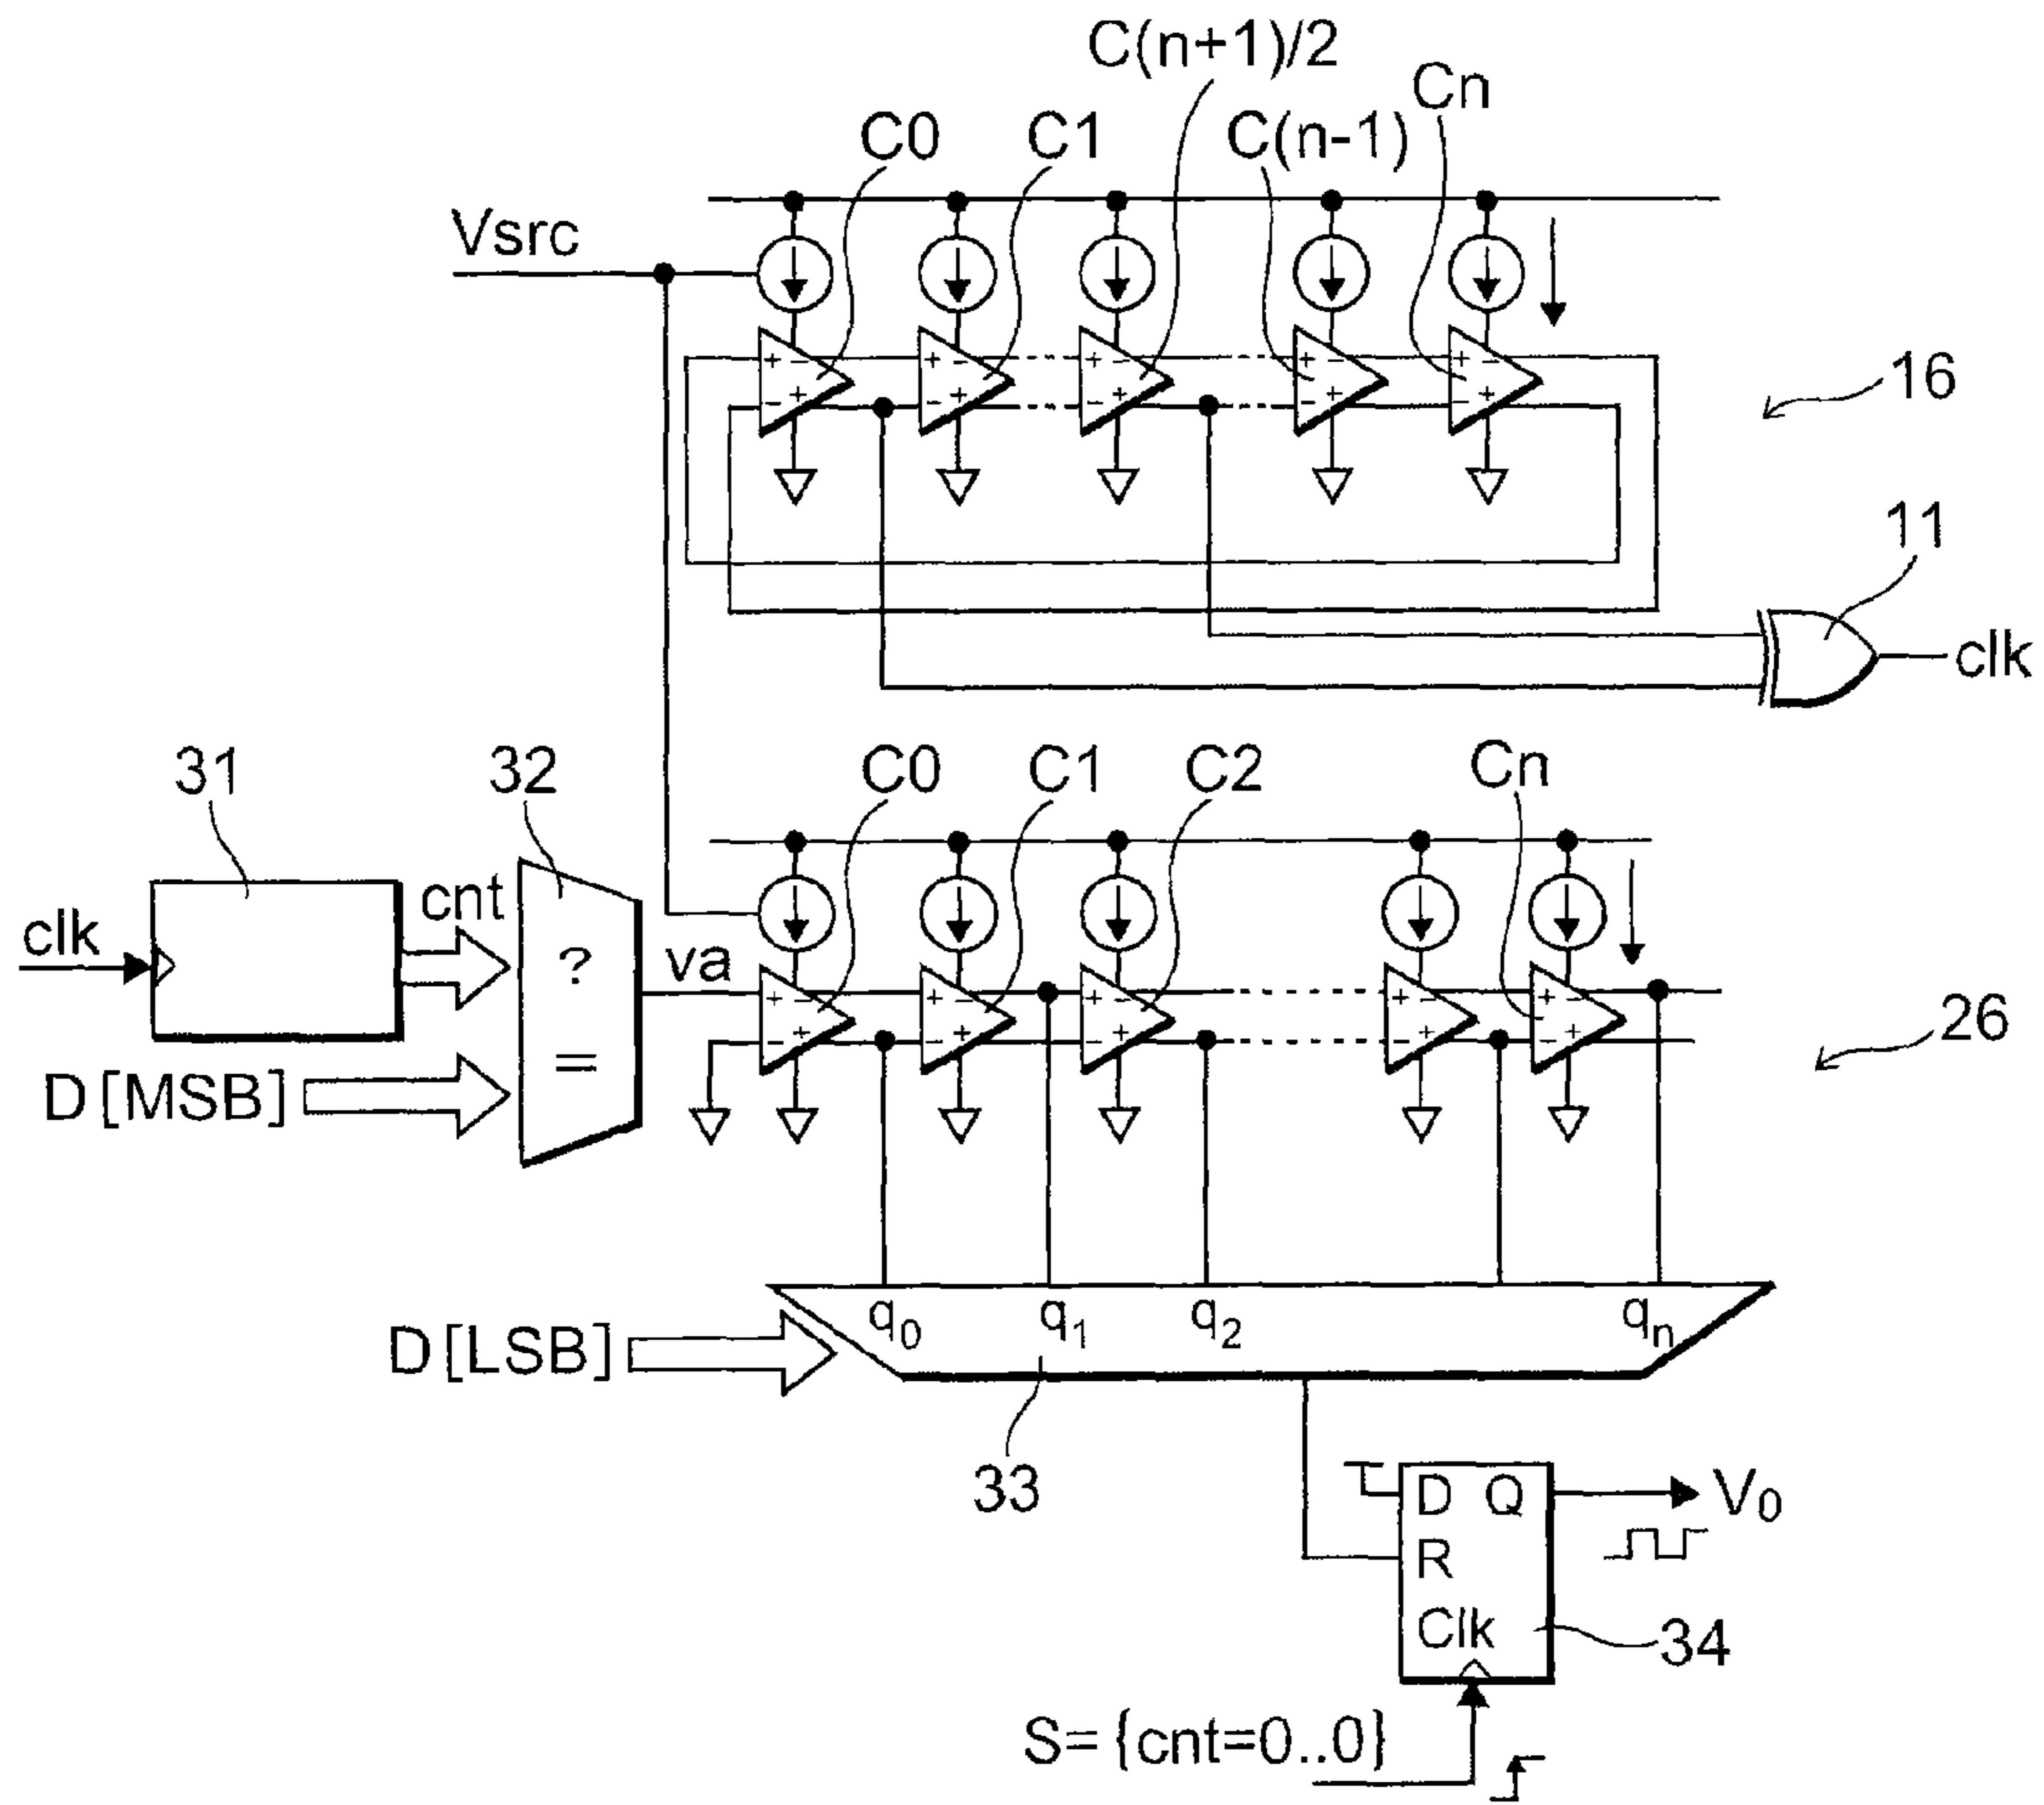 C(n+1)/2
Cn
C0 C1 C(n-1)
Vsrc
+ - + - + - + - + -
- + - + - + - + - +
16
11
clk
31 32 C0 C1 C2 Cn
cnt
clk
?
va
+ - + - + - + - + -
- + - + - + - + - +
26
=
D[MSB]
q0 q1 q2 qn
D[LSB]
33
D Q V0
R
Clk
34
S={cnt=0..0}